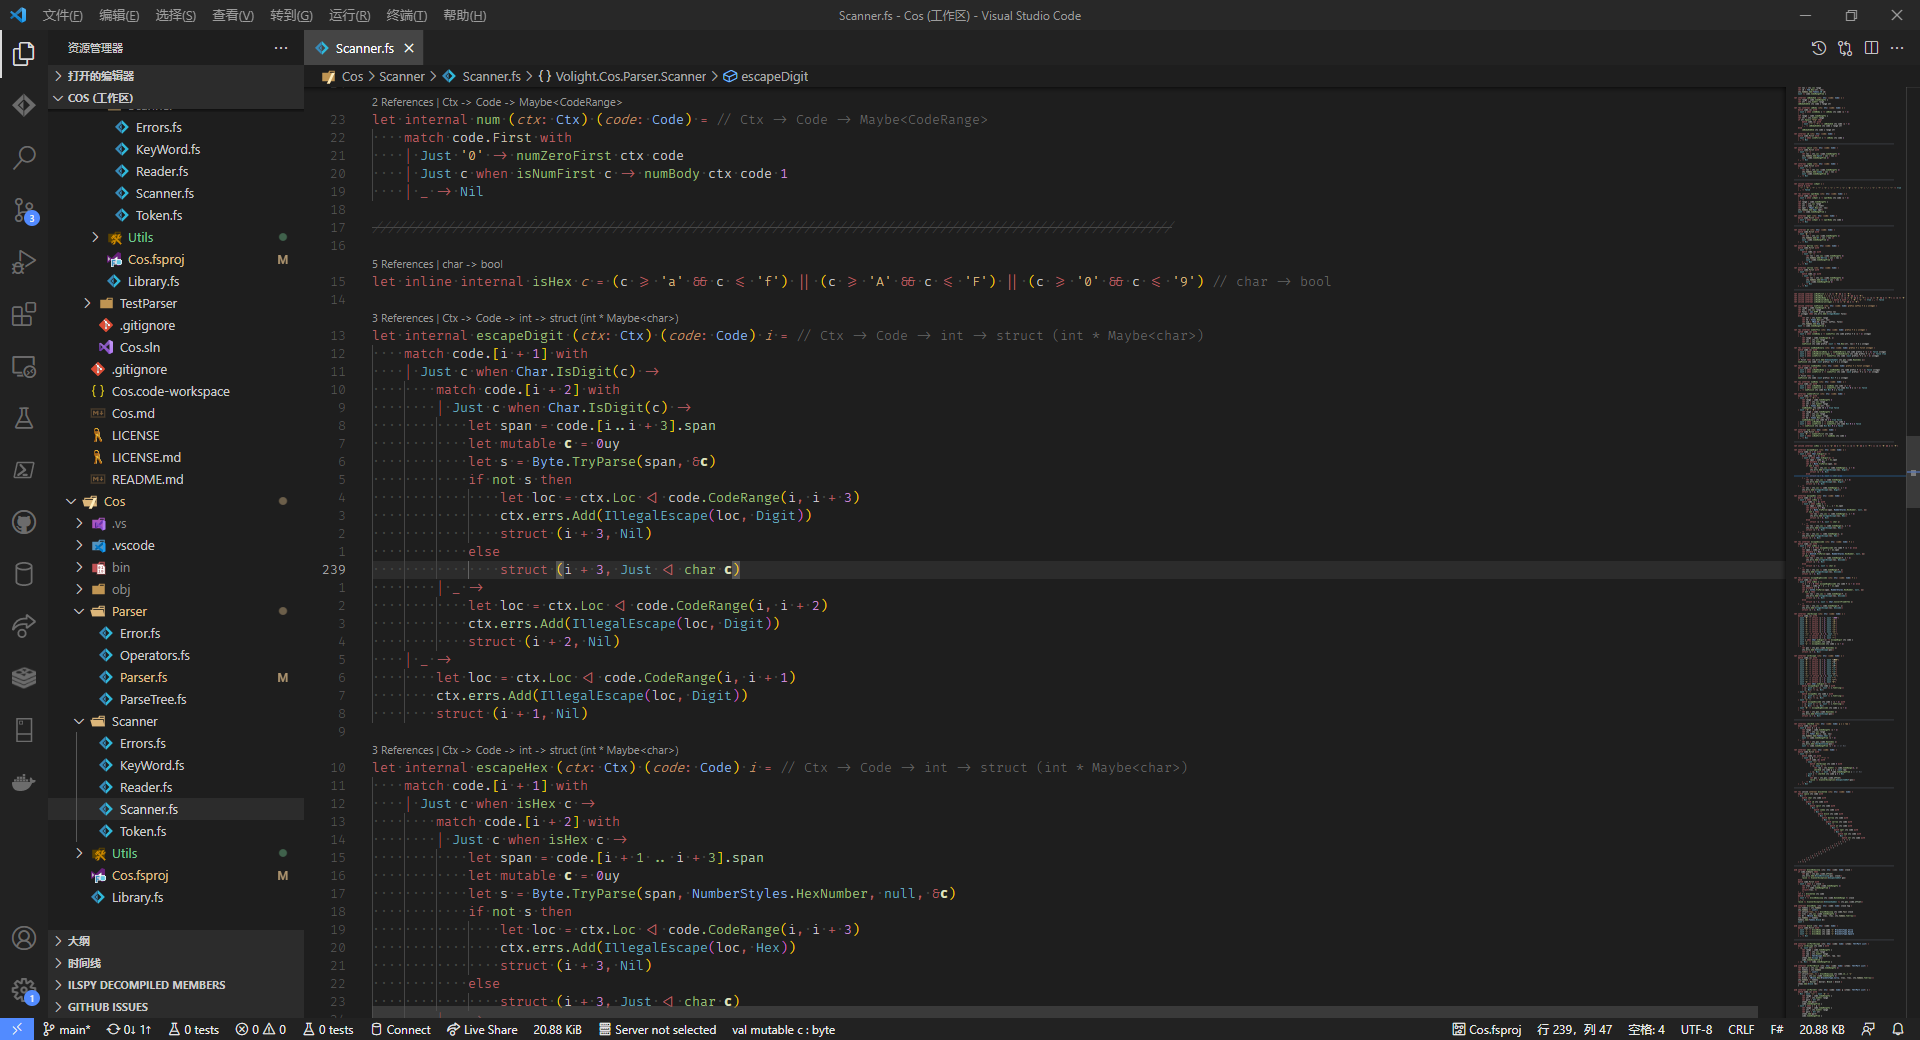 文件(F) 编辑(E) 选择(S) 查看(V) 转到(G) 运行(R) 终端(T) 帮助(H)
Scanner.fs - Cos (工作区) - Visual Studio Code
资源管理器
打开的编辑器
COS (工作区)
Errors.fs
KeyWord.fs
Reader.fs
Scanner.fs
Token.fs
Utils
Cos.fsproj M
Library.fs
TestParser
.gitignore
Cos.sln
.gitignore
Cos.code-workspace
Cos.md
LICENSE
LICENSE.md
README.md
Cos
.vs
.vscode
bin
obj
Parser
Error.fs
Operators.fs
Parser.fs M
ParseTree.fs
Scanner
Errors.fs
KeyWord.fs
Reader.fs
Scanner.fs
Token.fs
Utils
Cos.fsproj M
Library.fs
大纲
时间线
ILSPY DECOMPILED MEMBERS
GITHUB ISSUES
3
1
Scanner.fs
Cos > Scanner > Scanner.fs > {} Volight.Cos.Parser.Scanner > escapeDigit
2 References | Ctx -> Code -> Maybe<CodeRange>
23 let internal num (ctx: Ctx) (code: Code) = // Ctx -> Code -> Maybe<CodeRange>
22 match code.First with
21 | Just '0' -> numZeroFirst ctx code
20 | Just c when isNumFirst c -> numBody ctx code 1
19 | _ -> Nil
18
17 ////////////////////////////////////////////////////////////////////////////////////////////////////
16
5 References | char -> bool
15 let inline internal isHex c = (c >= 'a' && c <= 'f') || (c >= 'A' && c <= 'F') || (c >= '0' && c <= '9') // char -> bool
14
3 References | Ctx -> Code -> int -> struct (int * Maybe<char>)
13 let internal escapeDigit (ctx: Ctx) (code: Code) i = // Ctx -> Code -> int -> struct (int * Maybe<char>)
12 match code.[i + 1] with
11 | Just c when Char.IsDigit(c) ->
10 match code.[i + 2] with
9 | Just c when Char.IsDigit(c) ->
8 let span = code.[i..i + 3].span
7 let mutable c = 0uy
6 let s = Byte.TryParse(span, &c)
5 if not s then
4 let loc = ctx.Loc <| code.CodeRange(i, i + 3)
3 ctx.errs.Add(IllegalEscape(loc, Digit))
2 struct (i + 3, Nil)
1 else
239 struct (i + 3, Just <| char c)
1 | _ ->
2 let loc = ctx.Loc <| code.CodeRange(i, i + 2)
3 ctx.errs.Add(IllegalEscape(loc, Digit))
4 struct (i + 2, Nil)
5 | _ ->
6 let loc = ctx.Loc <| code.CodeRange(i, i + 1)
7 ctx.errs.Add(IllegalEscape(loc, Digit))
8 struct (i + 1, Nil)
9
3 References | Ctx -> Code -> int -> struct (int * Maybe<char>)
10 let internal escapeHex (ctx: Ctx) (code: Code) i = // Ctx -> Code -> int -> struct (int * Maybe<char>)
11 match code.[i + 1] with
12 | Just c when isHex c ->
13 match code.[i + 2] with
14 | Just c when isHex c ->
15 let span = code.[i + 1 .. i + 3].span
16 let mutable c = 0uy
17 let s = Byte.TryParse(span, NumberStyles.HexNumber, null, &c)
18 if not s then
19 let loc = ctx.Loc <| code.CodeRange(i, i + 3)
20 ctx.errs.Add(IllegalEscape(loc, Hex))
21 struct (i + 3, Nil)
22 else
23 struct (i + 3, Just <| char c)
main* 0↓ 1↑ 0 tests 0 0 0 tests Connect Live Share 20.88 KiB Server not selected val mutable c : byte
Cos.fsproj 行 239，列 47 空格: 4 UTF-8 CRLF F# 20.88 KB